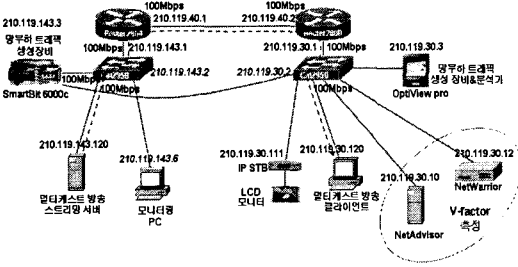 210.119.143.3
망부하 트래픽
생성장비
SmartBit 6000c
100Mbps
210.119.40.1
210.119.40.2
100Mbps
100Mbps
210.119.143.1
210.119.30.1
100Mbps
210.119.30.3
망부하 트래픽
생성 장비&분석기
OptiView pro
100Mbps
210.119.143.2
210.119.30.2
100Mbps
100Mbps
210.119.143.120
멀티케스트 방송
스트리밍 서버
210.119.143.6
모니터링
PC
210.119.30.111
IP STB
LCD
모니터
210.119.30.120
멀티케스트 방송
클라이언트
210.119.30.10
NetAdvisor
210.119.30.12
NetWarrior
V-factor
측정